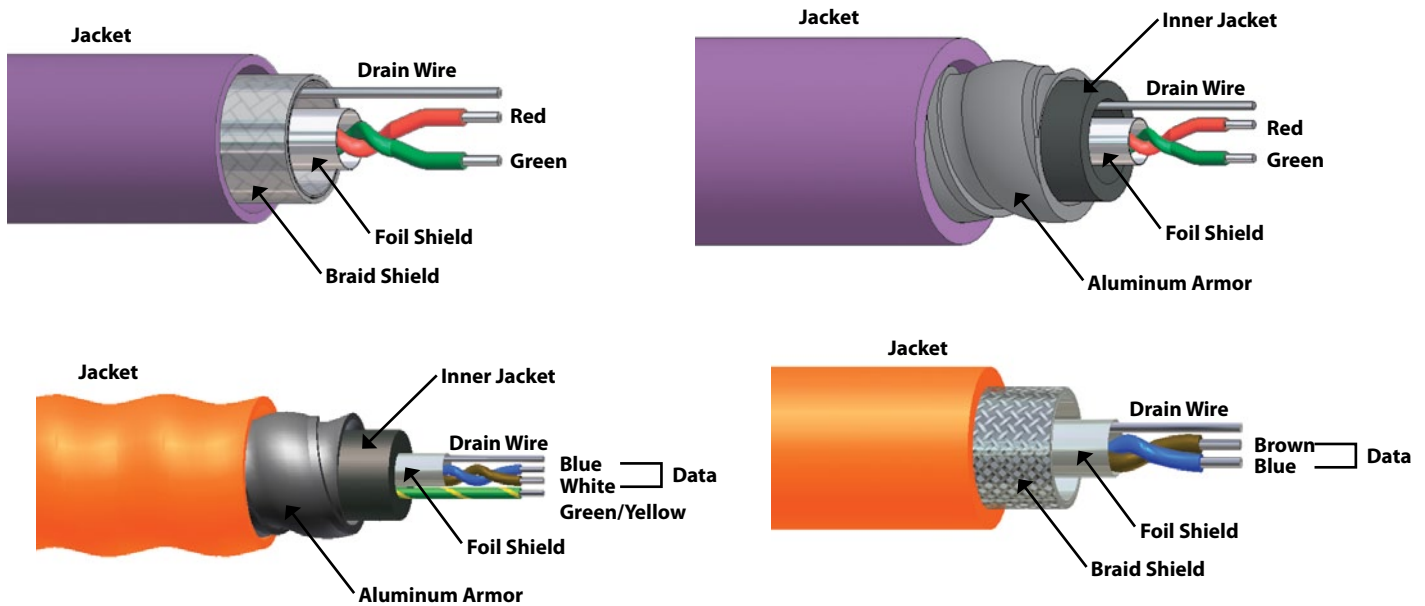 Jacket
Drain Wire
Red
Green
Foil Shield
Braid Shield
Jacket
Inner Jacket
Drain Wire
Red
Green
Foil Shield
Aluminum Armor
Jacket
Inner Jacket
Drain Wire
Blue
White
Data
Green/Yellow
Foil Shield
Aluminum Armor
Jacket
Drain Wire
Brown
Blue
Data
Foil Shield
Braid Shield